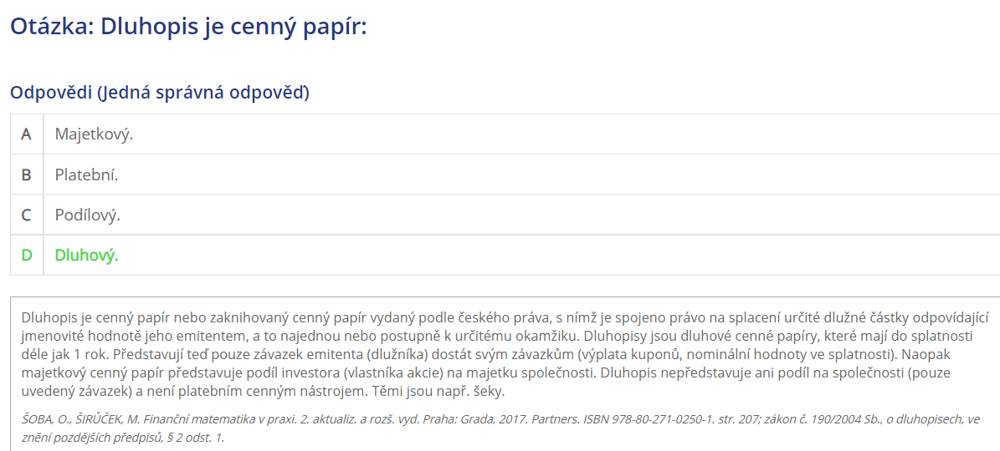 Otázka: Dluhopis je cenný papír:
Odpovědi (Jedná správná odpověď)
A Majetkový.
B Platební.
C Podílový.
D Dluhový.
Dluhopis je cenný papír nebo zaknihovaný cenný papír vydaný podle českého práva, s nímž je spojeno právo na splacení určité dlužné částky odpovídající
jmenovité hodnotě jeho emitentem, a to najednou nebo postupně k určitému okamžiku. Dluhopisy jsou dluhové cenné papíry, které mají do splatnosti
déle jak 1 rok. Představují teď pouze závazek emitenta (dlužníka) dostát svým závazkům (výplata kuponů, nominální hodnoty ve splatnosti). Naopak
majetkový cenný papír představuje podíl investora (vlastníka akcie) na majetku společnosti. Dluhopis nepředstavuje ani podíl na společnosti (pouze
uvedený závazek) a není platebním cenným nástrojem. Těmi jsou např. šeky.
ŠOBA, O., ŠIRŮČEK, M. Finanční matematika v praxi. 2. aktualiz. a rozš. vyd. Praha: Grada, 2017. Partners. ISBN 978-80-271-0250-1. str. 207; zákon č. 190/2004 Sb., o dluhopisech, ve
znění pozdějších předpisů, § 2 odst. 1.